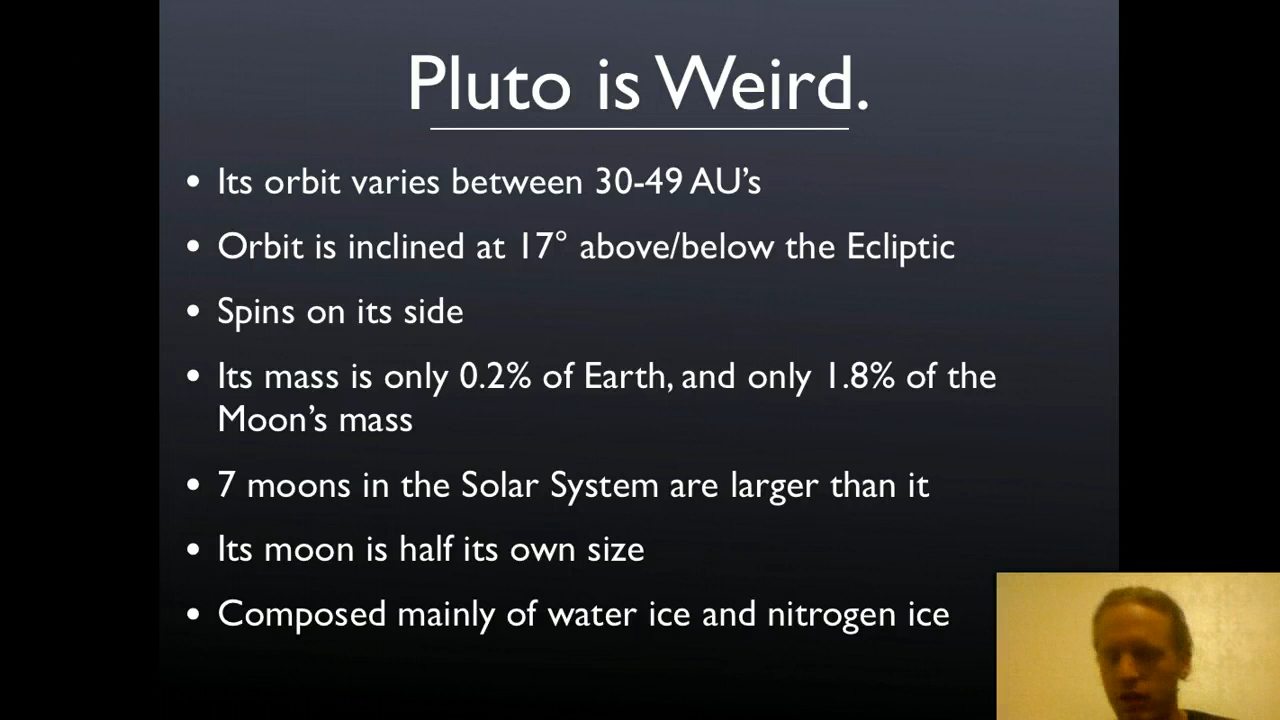 Pluto is Weird.
• Its orbit varies between 30-49 AU’s
• Orbit is inclined at 17° above/below the Ecliptic
• Spins on its side
• Its mass is only 0.2% of Earth, and only 1.8% of the
Moon’s mass
• 7 moons in the Solar System are larger than it
• Its moon is half its own size
• Composed mainly of water ice and nitrogen ice